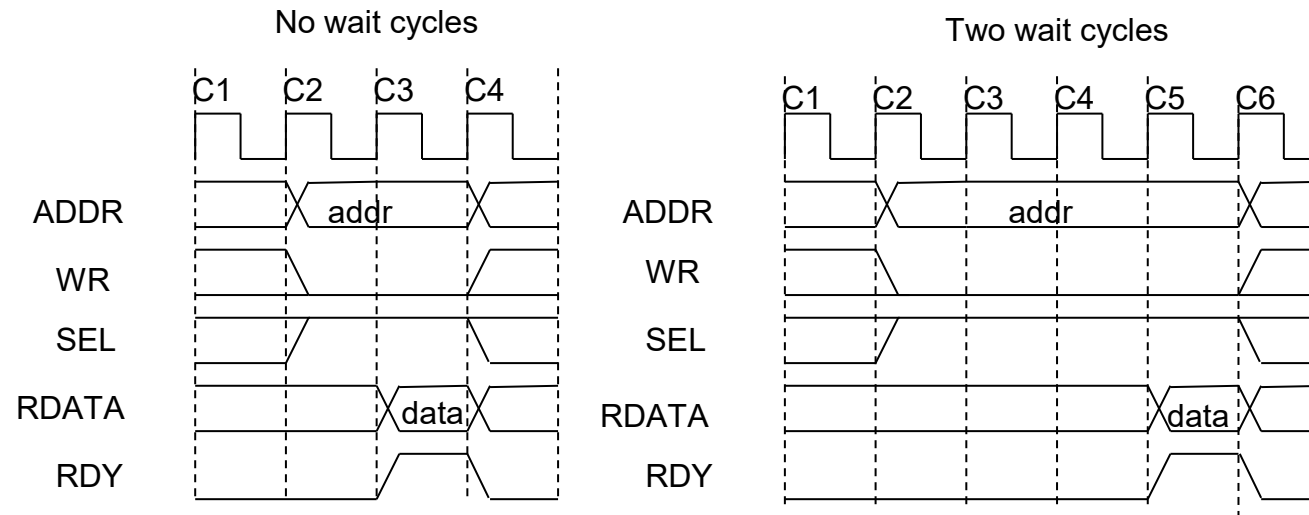 No wait cycles
C1 C2 C3 C4
ADDR addr
WR
SEL
RDATA data
RDY
Two wait cycles
C1 C2 C3 C4 C5 C6
ADDR addr
WR
SEL
RDATA data
RDY